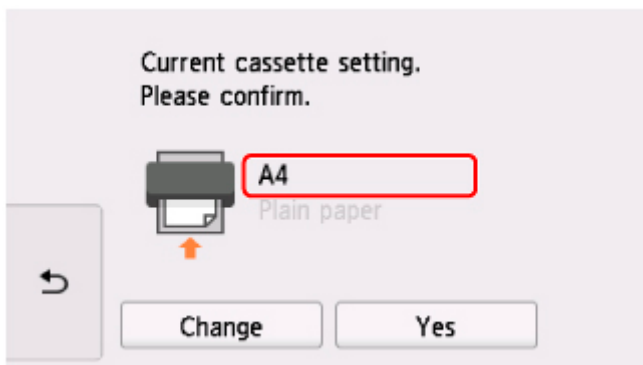 Current cassette setting.
Please confirm.
A4
Plain paper
Change
Yes